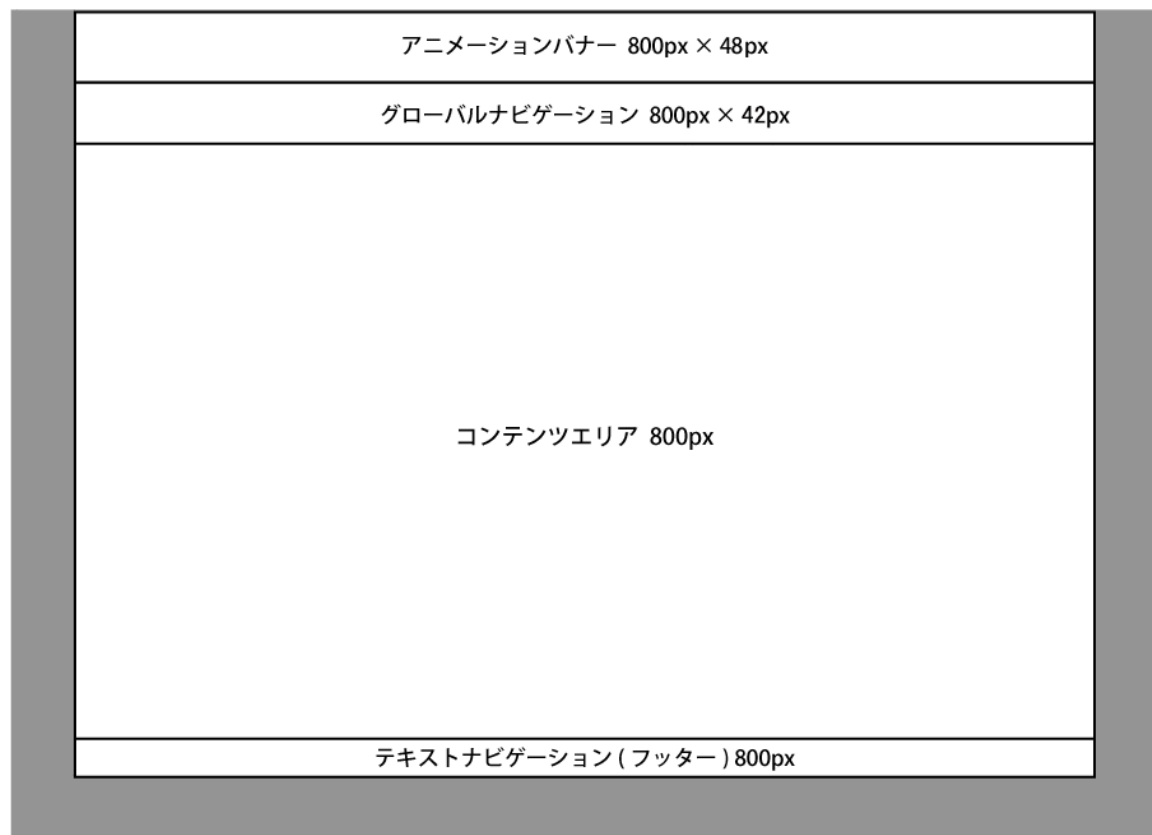 アニメーションバナー 800px × 48px
グローバルナビゲーション 800px × 42px
コンテンツエリア 800px
テキストナビゲーション ( フッター ) 800px